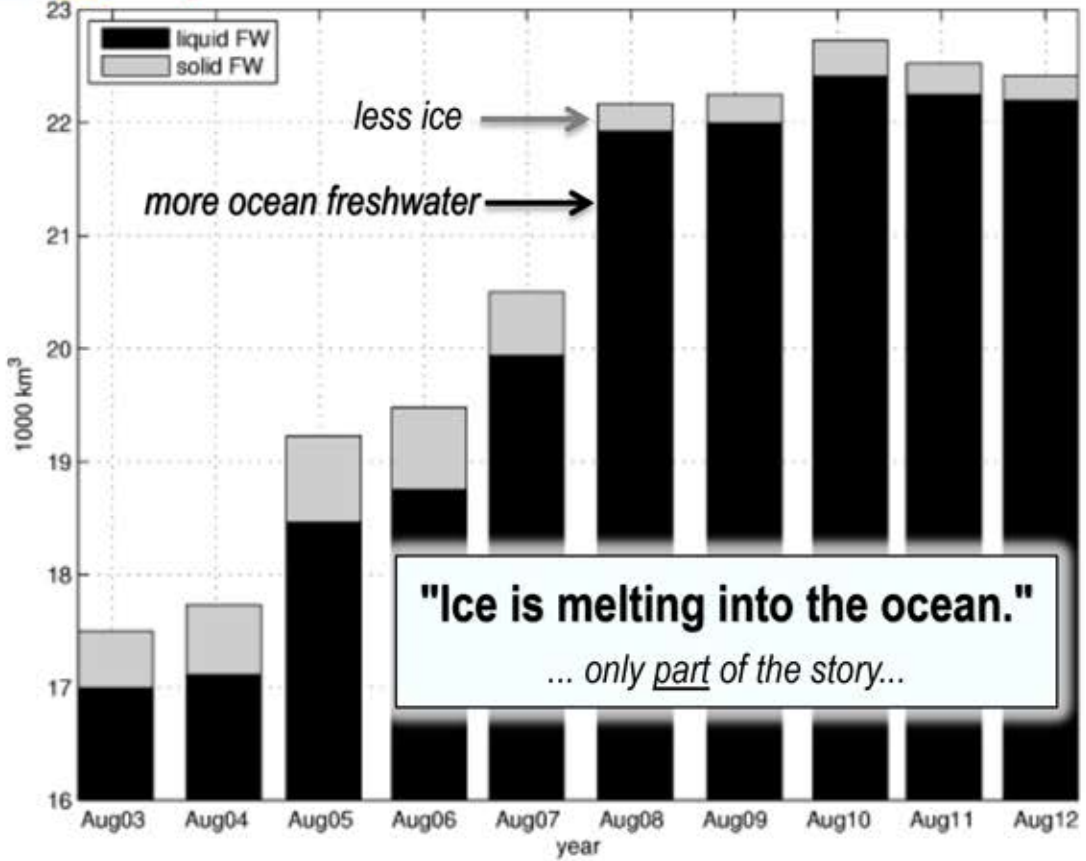 23
liquid FW
solid FW
less ice
22
more ocean freshwater
21
20
1000 km³
19
18
"Ice is melting into the ocean."
... only part of the story...
17
16
Aug03 Aug04 Aug05 Aug06 Aug07 Aug08 Aug09 Aug10 Aug11 Aug12
year